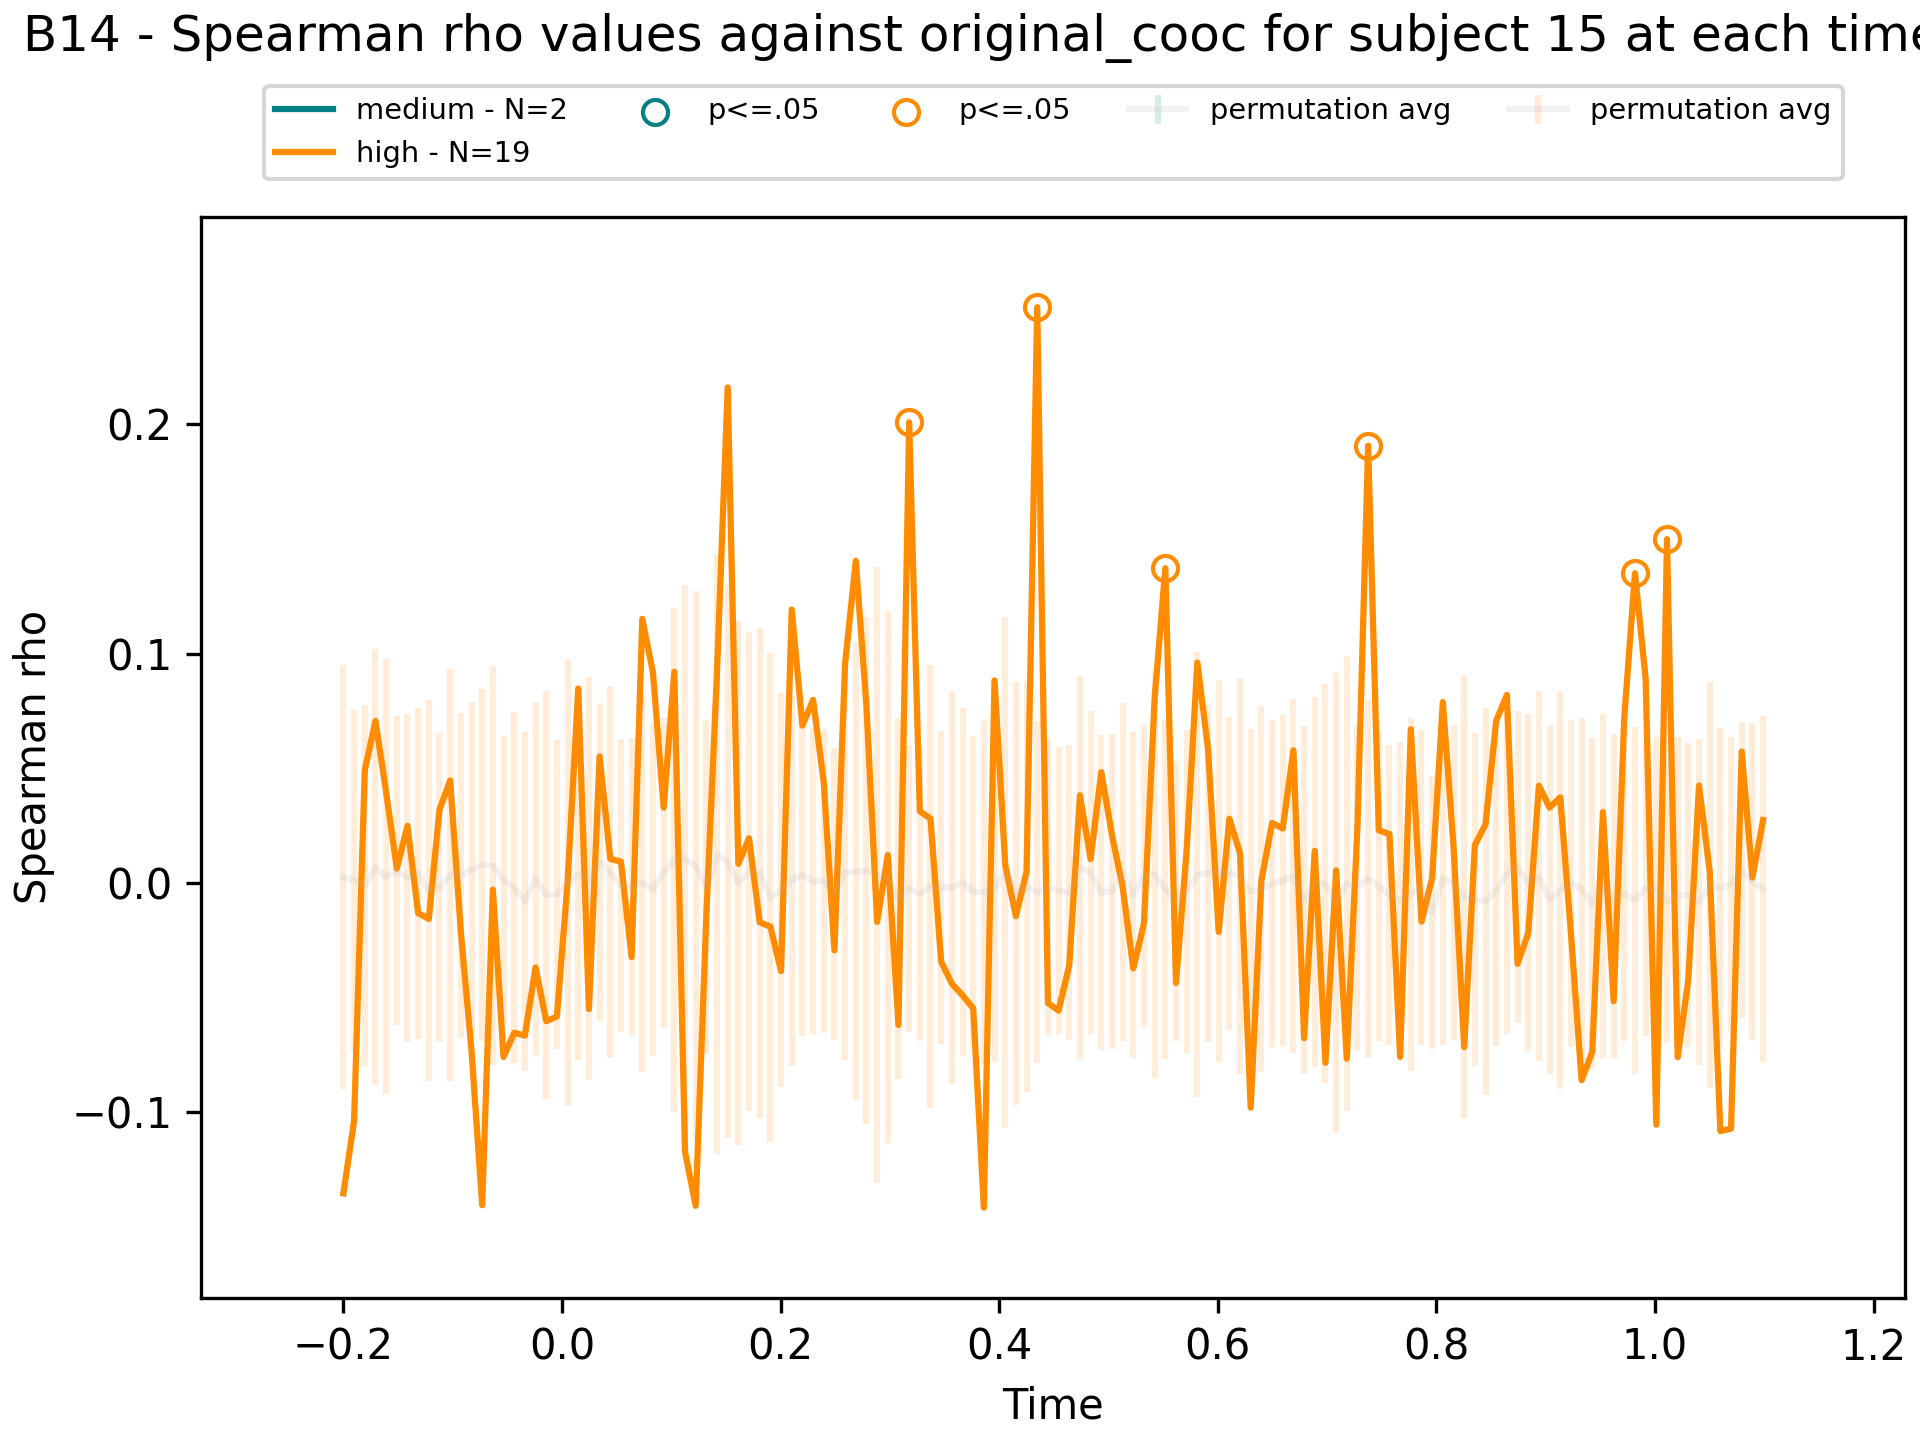 B14 - Spearman rho values against original_cooc for subject 15 at each time
medium - N=2
high - N=19
p<=.05
p<=.05
permutation avg
permutation avg
Spearman rho
0.2
0.1
0.0
−0.1
−0.2 0.0 0.2 0.4 0.6 0.8 1.0 1.2
Time